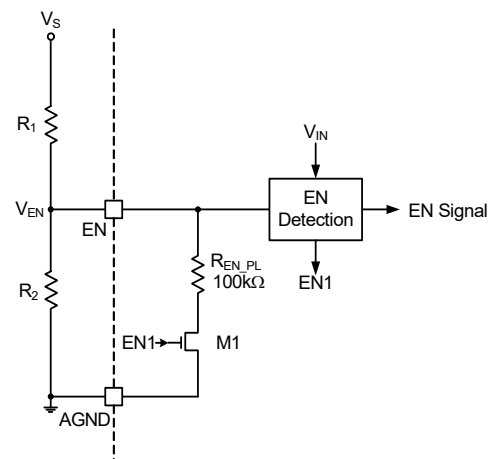 VS
R1
VIN
VEN
EN
EN
Detection
EN Signal
R2
REN_PL
100kΩ
EN1
EN1
M1
AGND